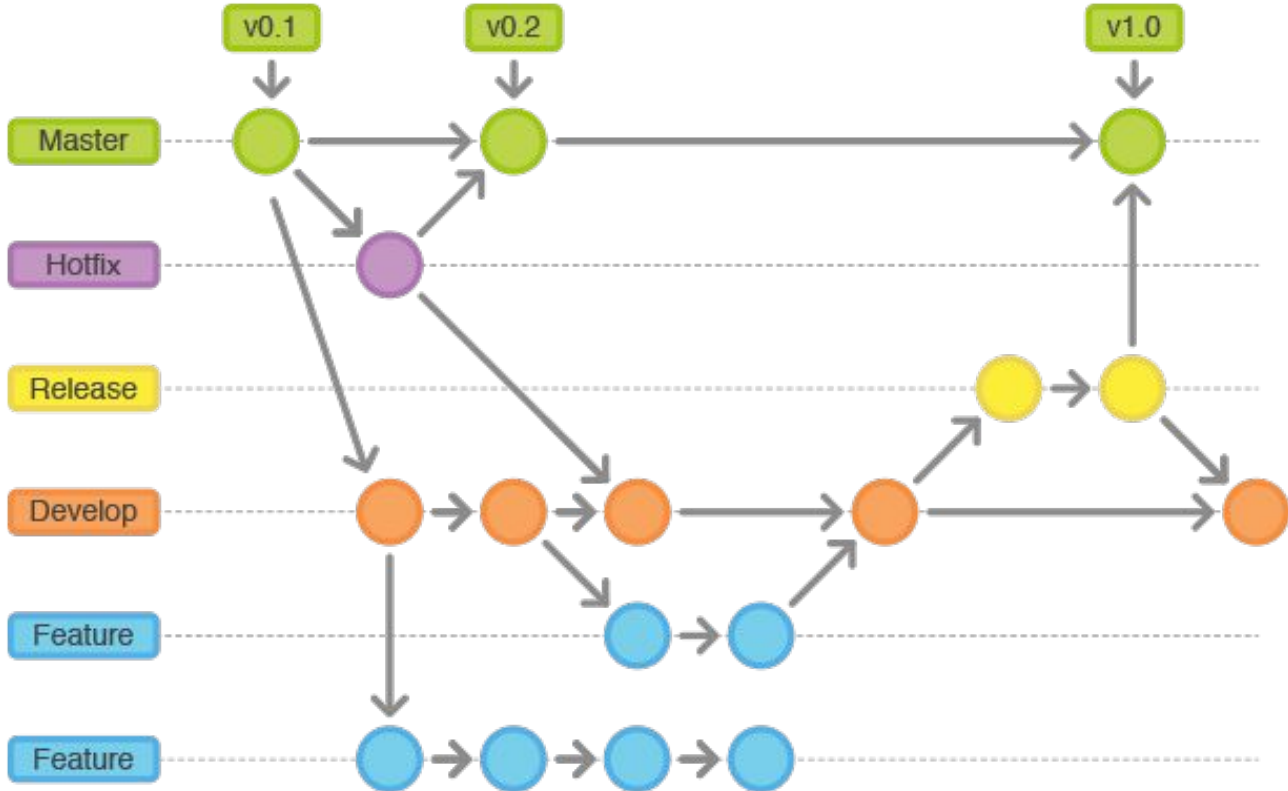 v0.1
v0.2
v1.0
Master
Hotfix
Release
Develop
Feature
Feature